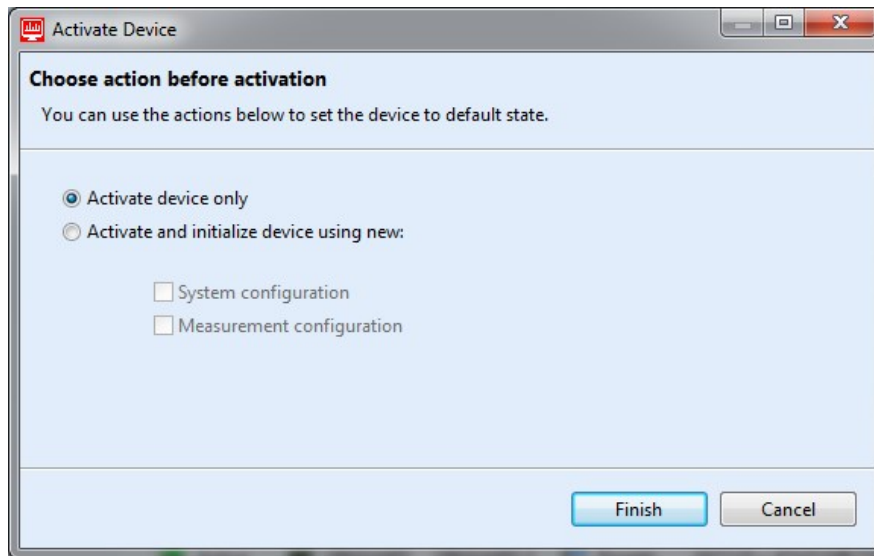 Activate Device
Choose action before activation
You can use the actions below to set the device to default state.
Activate device only
Activate and initialize device using new:
System configuration
Measurement configuration
Finish Cancel